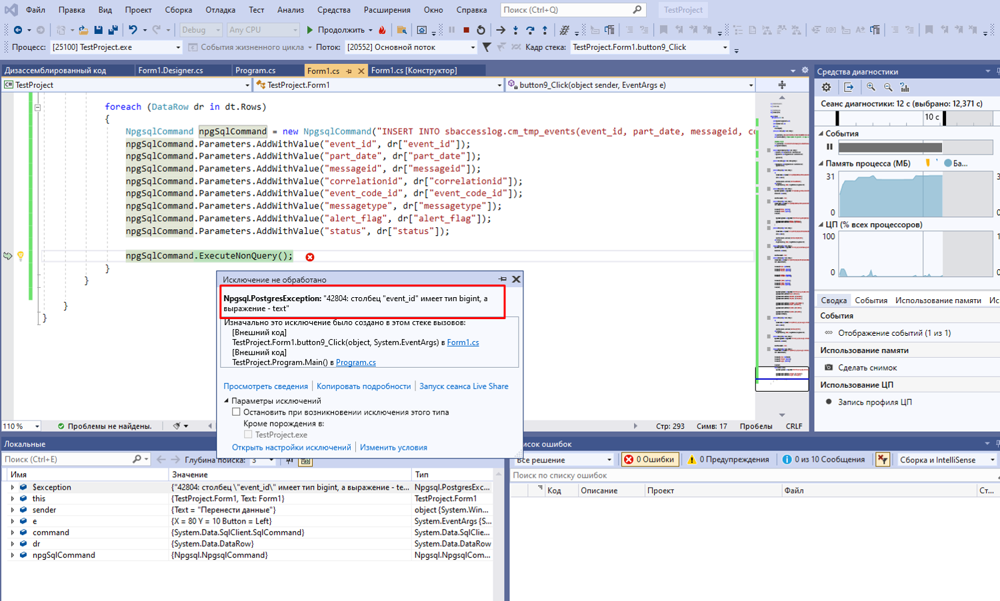 Файл Правка Вид Проект Сборка Отладка Тест Анализ Средства Расширения Окно Справка Поиск (Ctrl+Q) TestProject
Debug Any CPU Продолжить
Процесс: [25100] TestProject.exe События жизненного цикла Поток: [20552] Основной поток Кадр стека: TestProject.Form1.button9_Click
Дизассемблированный код Form1.Designer.cs Program.cs Form1.cs Form1.cs [Конструктор]
C# TestProject TestProject.Form1 button9_Click(object sender, EventArgs e)
foreach (DataRow dr in dt.Rows)
{
NpgsqlCommand npgSqlCommand = new NpgsqlCommand("INSERT INTO sbaccesslog.cm_tmp_events(event_id, part_date, messageid, co
npgSqlCommand.Parameters.AddWithValue("event_id", dr["event_id"]);
npgSqlCommand.Parameters.AddWithValue("part_date", dr["part_date"]);
npgSqlCommand.Parameters.AddWithValue("messageid", dr["messageid"]);
npgSqlCommand.Parameters.AddWithValue("correlationid", dr["correlationid"]);
npgSqlCommand.Parameters.AddWithValue("event_code_id", dr["event_code_id"]);
npgSqlCommand.Parameters.AddWithValue("messagetype", dr["messagetype"]);
npgSqlCommand.Parameters.AddWithValue("alert_flag", dr["alert_flag"]);
npgSqlCommand.Parameters.AddWithValue("status", dr["status"]);
npgSqlCommand.ExecuteNonQuery();
}
}
}
}
Исключение не обработано
Npgsql.PostgresException: "42804: столбец "event_id" имеет тип bigint, а
выражение - text"
Изначально это исключение было создано в этом стеке вызовов:
[Внешний код]
TestProject.Form1.button9_Click(object, System.EventArgs) в Form1.cs
[Внешний код]
TestProject.Program.Main() в Program.cs
Просмотреть сведения Копировать подробности Запуск сеанса Live Share
Параметры исключений
Остановить при возникновении исключения этого типа
Кроме порождения в:
TestProject.exe
Открыть настройки исключений Изменить условия
110 % Проблемы не найдены. Стр: 293 Симв: 17 Пробелы CRLF
Средства диагностики
Сеанс диагностики: 12 с (выбрано: 12,371 с)
10 с
События
Память процесса (МБ) Ба...
31 3
0 0
ЦП (% всех процессоров)
100 1
0 0
Сводка События Использование памяти Ис
События
Отображение событий (1 из 1)
Использование памяти
Сделать снимок
Использование ЦП
Запись профиля ЦП
Локальные
Поиск (Ctrl+E) Глубина поиска: 3
Имя Значение Тип
$exception {"42804: столбец \"event_id\" имеет тип bigint, а выражение - te... Npgsql.PostgresExc...
this {TestProject.Form1, Text: Form1} TestProject.Form1
sender {Text = "Перенести данные"} object {System.Win...
e {X = 80 Y = 10 Button = Left} System.EventArgs {S...
command {System.Data.SqlClient.SqlCommand} System.Data.SqlClie...
dr {System.Data.DataRow} System.Data.DataRow
npgSqlCommand {Npgsql.NpgsqlCommand} Npgsql.NpgsqlCom...
сок ошибок
Все решение 0 Ошибки 0 Предупреждения 0 из 10 Сообщения Сборка и IntelliSense
Поиск по списку ошибок
Код Описание Проект Файл Ст...